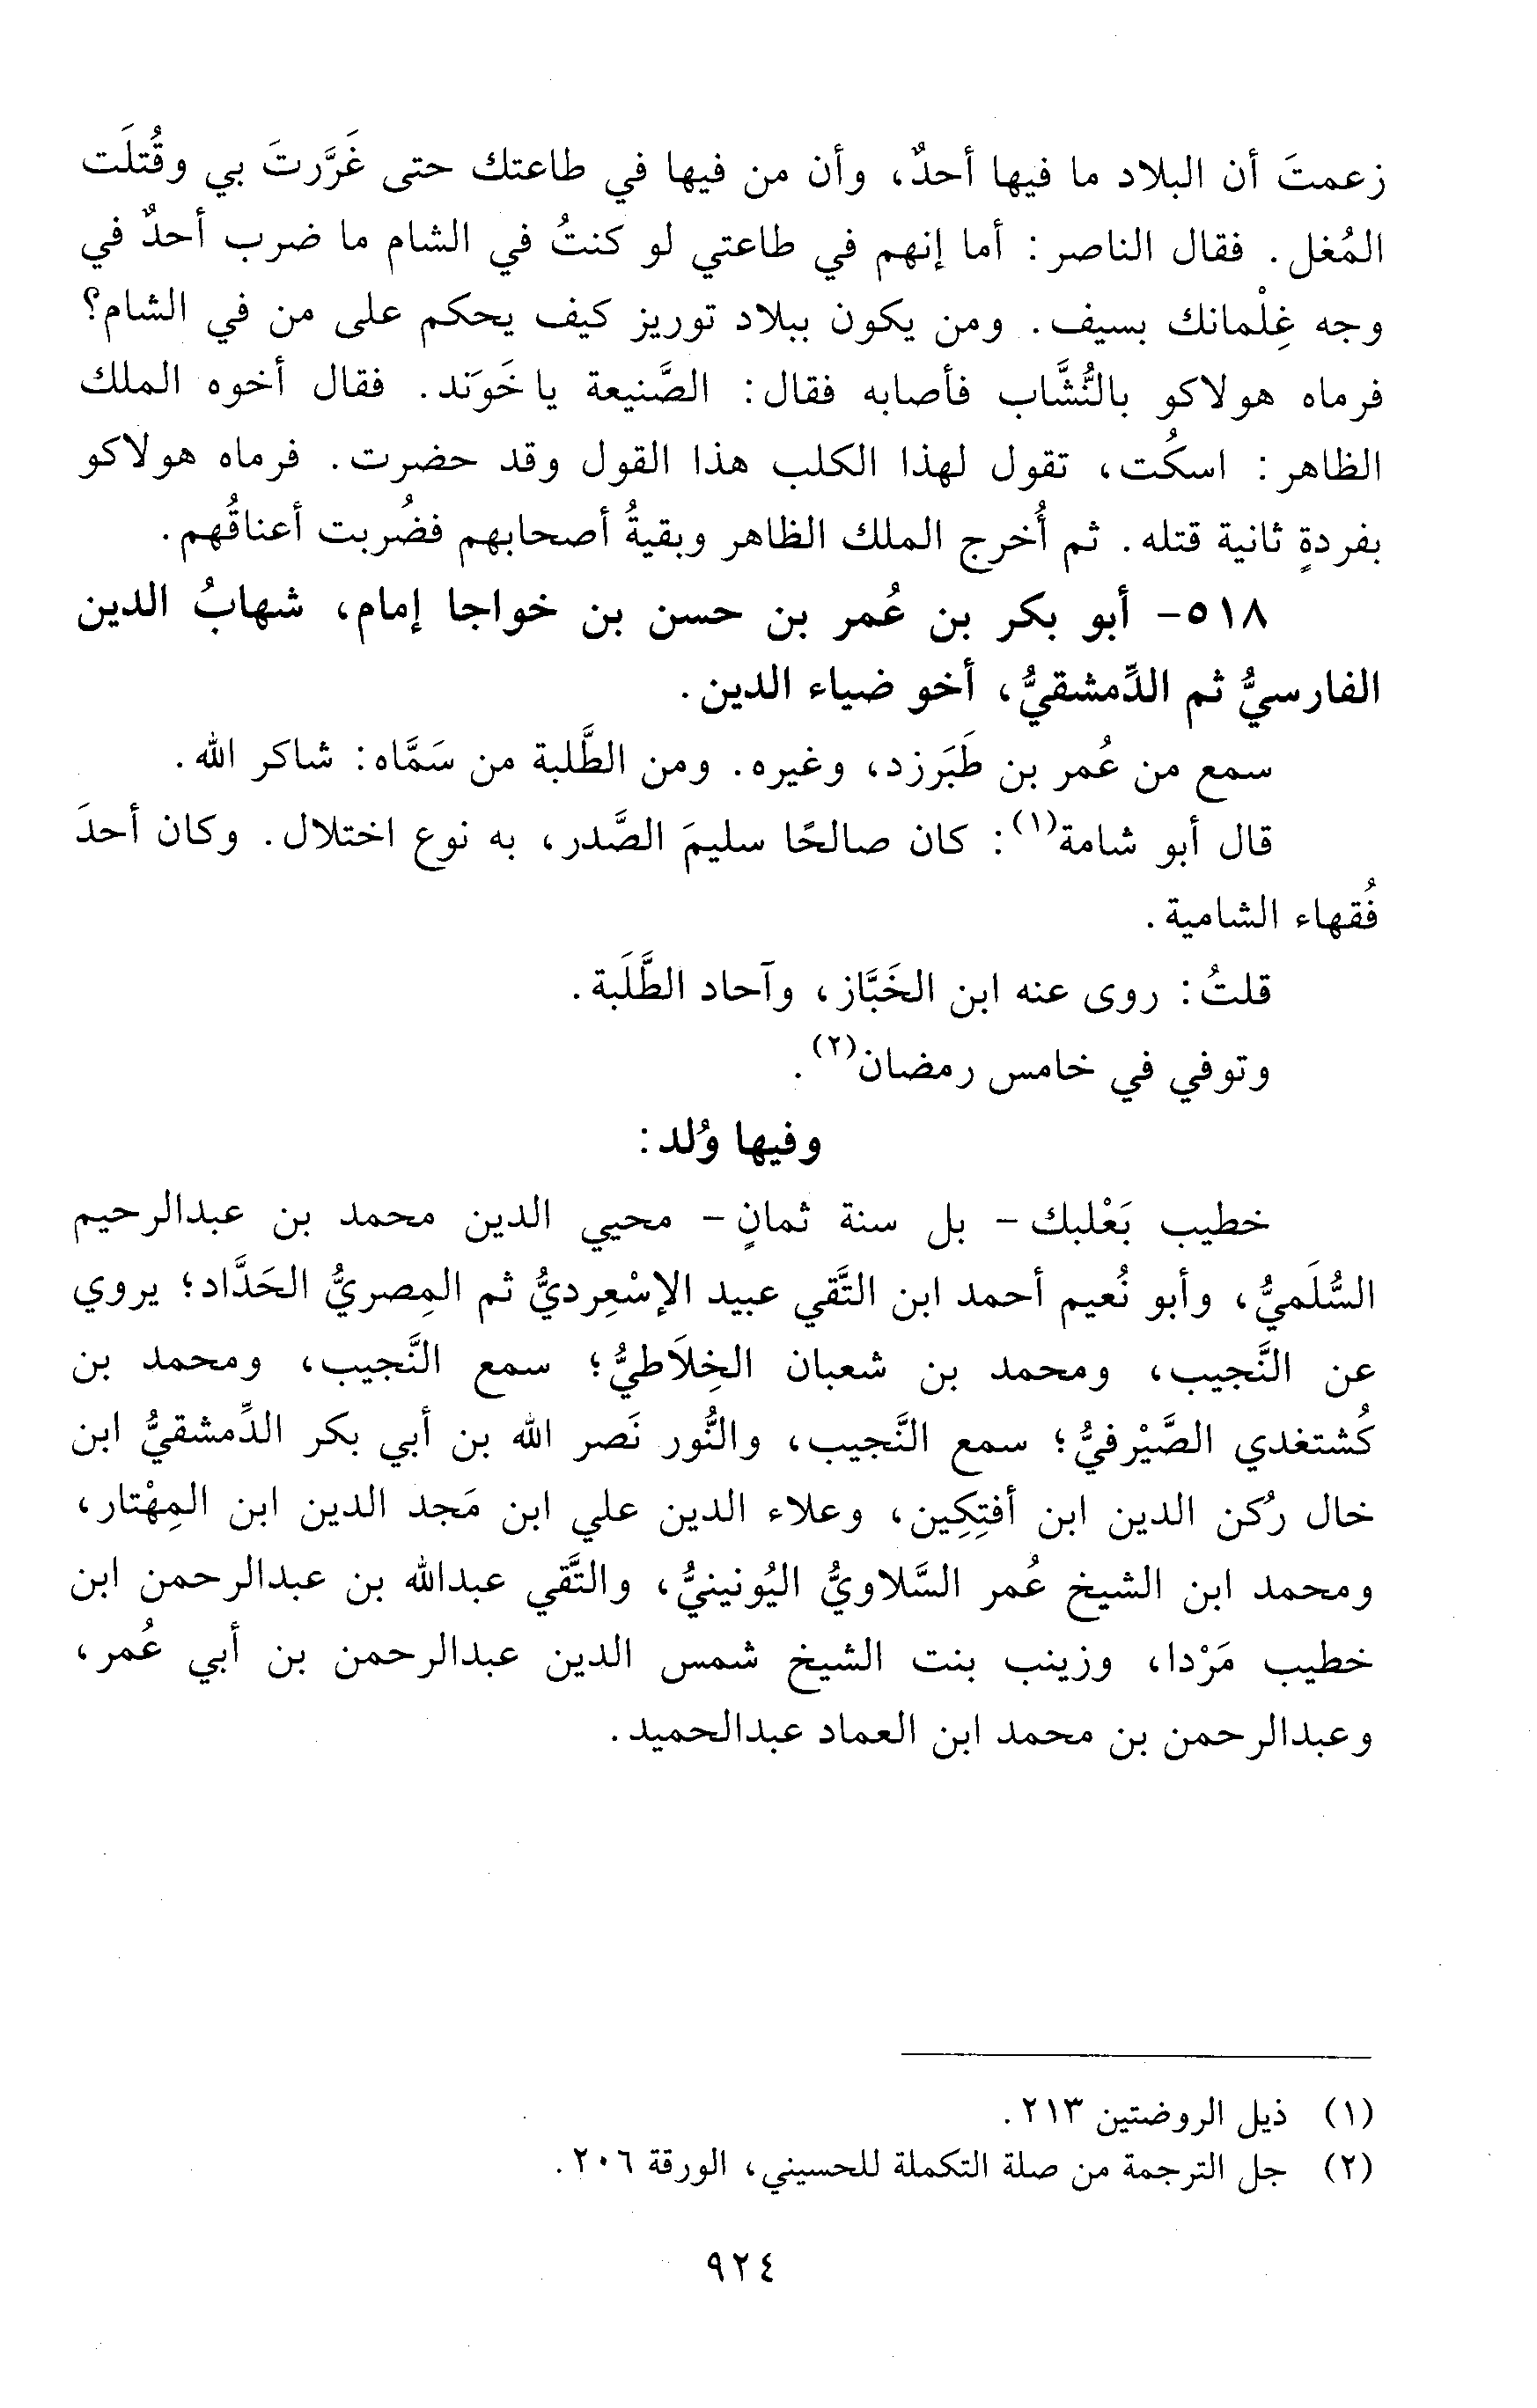 زعمتَ أن البلاد ما فيها أحدٌ، وأن من فيها في طاعتك حتى غَرَّرتَ بي وقُتلَت
المُغل. فقال الناصر: أما إنهم في طاعتي لو كنتُ في الشام ما ضرب أحدٌ في
وجه غِلْمانك بسيف. ومن يكون ببلاد توريز كيف يحكم على من في الشام؟
فرماه هولاكو بالنُّشَّاب فأصابه فقال: الصَّنيعة يا خَوَند. فقال أخوه الملك
الظاهر: اسكُت، تقول لهذا الكلب هذا القول وقد حضرت. فرماه هولاكو
بفردةٍ ثانية قتله. ثم أُخرج الملك الظاهر وبقيةُ أصحابهم فضُربت أعناقُهم.
٥١٨- أبو بكر بن عُمر بن حسن بن خواجا إمام، شهابُ الدين
الفارسيُّ ثم الدِّمشقيُّ، أخو ضياء الدين.
سمع من عُمر بن طَبَرزد، وغيره. ومن الطَّلبة من سَمَّاه: شاكر الله.
قال أبو شامة(١): كان صالحًا سليمَ الصَّدر، به نوع اختلال. وكان أحدَ
فُقهاء الشامية.
قلتُ: روى عنه ابن الخَبَّاز، وآحاد الطَّلَبة.
وتوفي في خامس رمضان(٢).
وفيها وُلد:
خطيب بَعْلبك - بل سنة ثمانٍ - محيي الدين محمد بن عبدالرحيم
السُّلَميُّ، وأبو نُعيم أحمد ابن التَّقي عبيد الإسْعِرديُّ ثم المِصريُّ الحَدَّاد؛ يروي
عن النَّجيب، ومحمد بن شعبان الخِلَاطيُّ؛ سمع النَّجيب، ومحمد بن
كُشتغدي الصَّيْرفيُّ؛ سمع النَّجيب، والنُّور نَصر الله بن أبي بكر الدِّمشقيُّ ابن
خال رُكن الدين ابن أفتِكِين، وعلاء الدين علي ابن مَجد الدين ابن المِهْتار،
ومحمد ابن الشيخ عُمر السَّلاويُّ اليُونينيُّ، والتَّقي عبدالله بن عبدالرحمن ابن
خطيب مَرْدا، وزينب بنت الشيخ شمس الدين عبدالرحمن بن أبي عُمر،
وعبدالرحمن بن محمد ابن العماد عبدالحميد.
(١) ذيل الروضتين ٢١٣.
(٢) جل الترجمة من صلة التكملة للحسيني، الورقة ٢٠٦.
٩٢٤